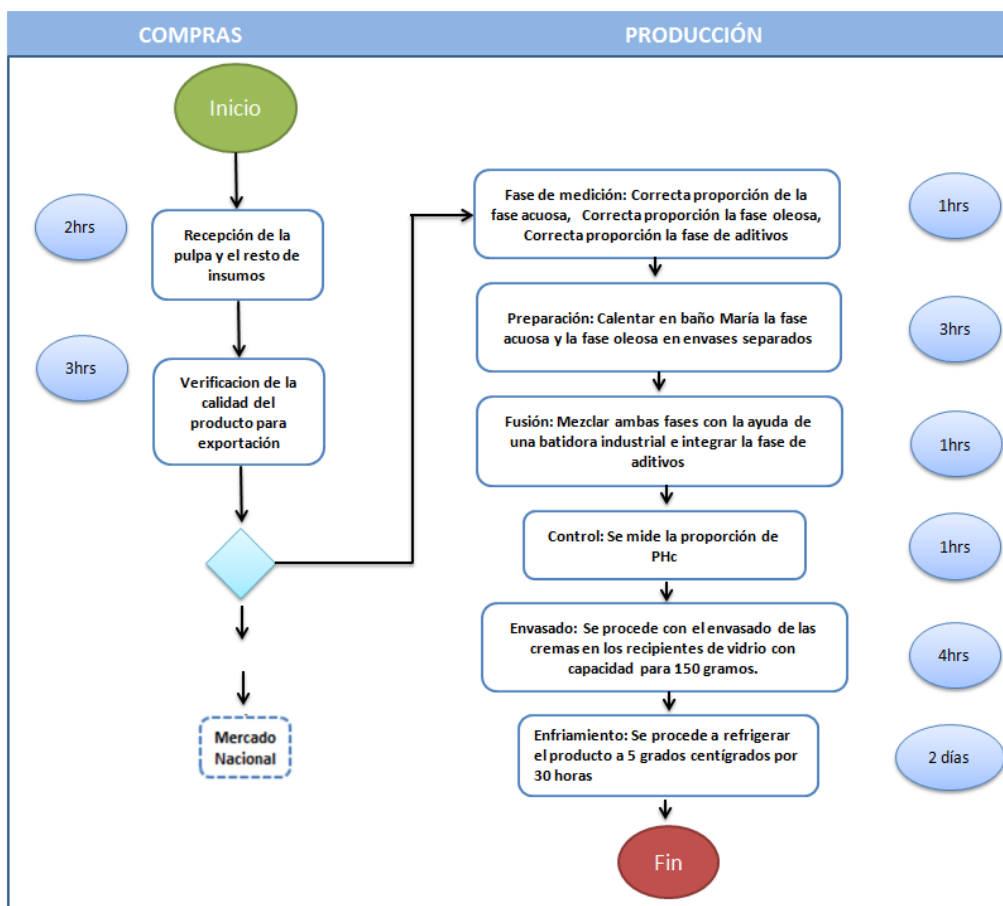 COMPRAS
PRODUCCIÓN
Inicio
2hrs
Recepción de la
pulpa y el resto de
insumos
3hrs
Verificacion de la
calidad del
producto para
exportación
Mercado
Nacional
Fase de medición: Correcta proporción de la
fase acuosa, Correcta proporción la fase oleosa,
Correcta proporción la fase de aditivos
1hrs
Preparación: Calentar en baño María la fase
acuosa y la fase oleosa en envases separados
3hrs
Fusión: Mezclar ambas fases con la ayuda de
una batidora industrial e integrar la fase de
aditivos
1hrs
Control: Se mide la proporción de
PHc
1hrs
Envasado: Se procede con el envasado de las
cremas en los recipientes de vidrio con
capacidad para 150 gramos.
4hrs
Enfriamiento: Se procede a refrigerar
el producto a 5 grados centígrados por
30 horas
2 días
Fin